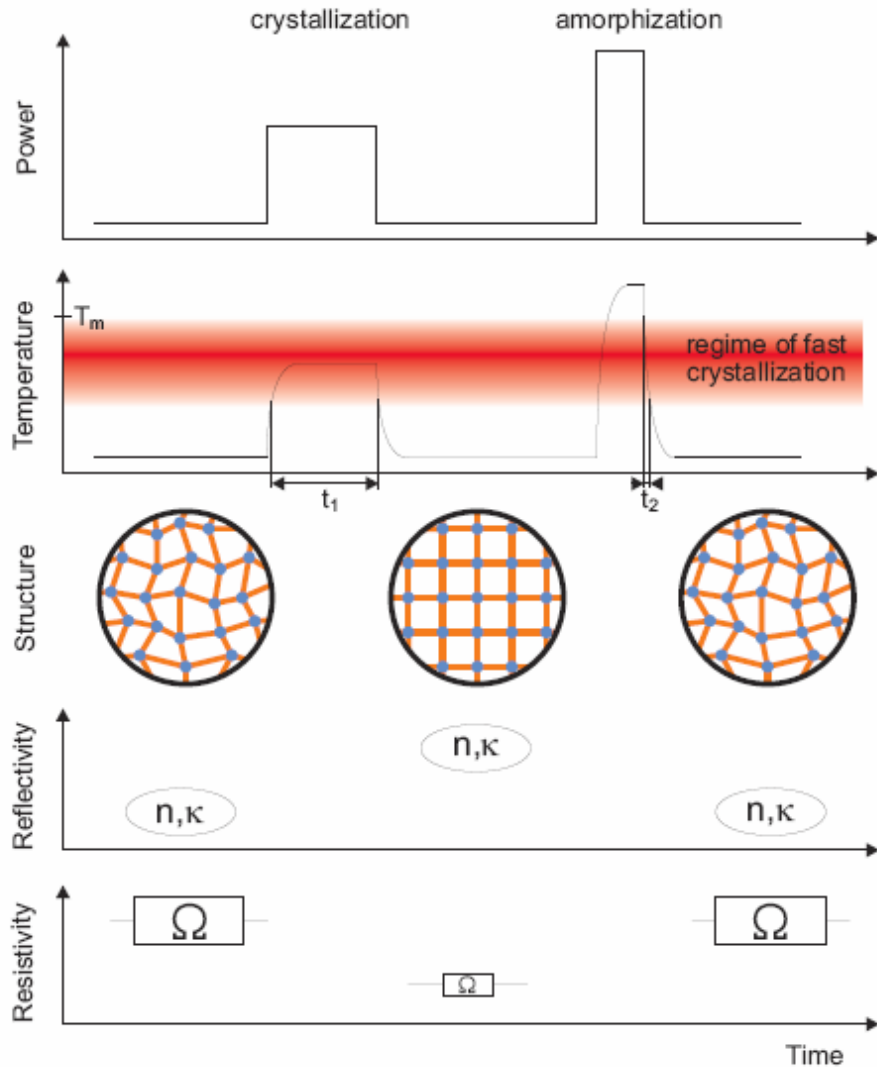 crystallization
amorphization
Power
Temperature
Tm
regime of fast
crystallization
t1
t2
Structure
Reflectivity
n,κ
n,κ
n,κ
Resistivity
Ω
Ω
Ω
Time